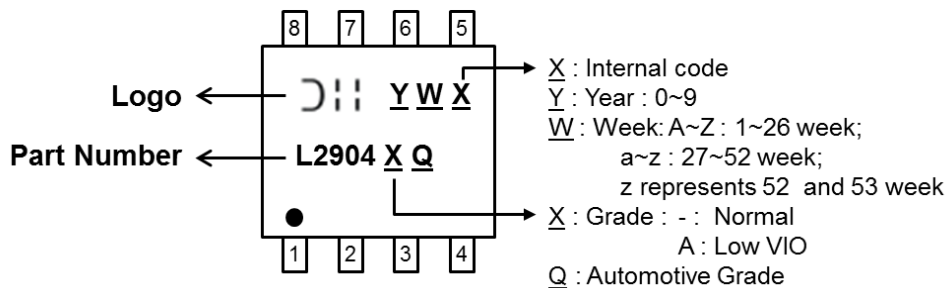 8 7 6 5
Logo
Y W X
Part Number
L2904 X Q
1 2 3 4
X : Internal code
Y : Year : 0~9
W : Week: A~Z : 1~26 week;
a~z : 27~52 week;
z represents 52 and 53 week
X : Grade : - : Normal
A : Low VIO
Q : Automotive Grade